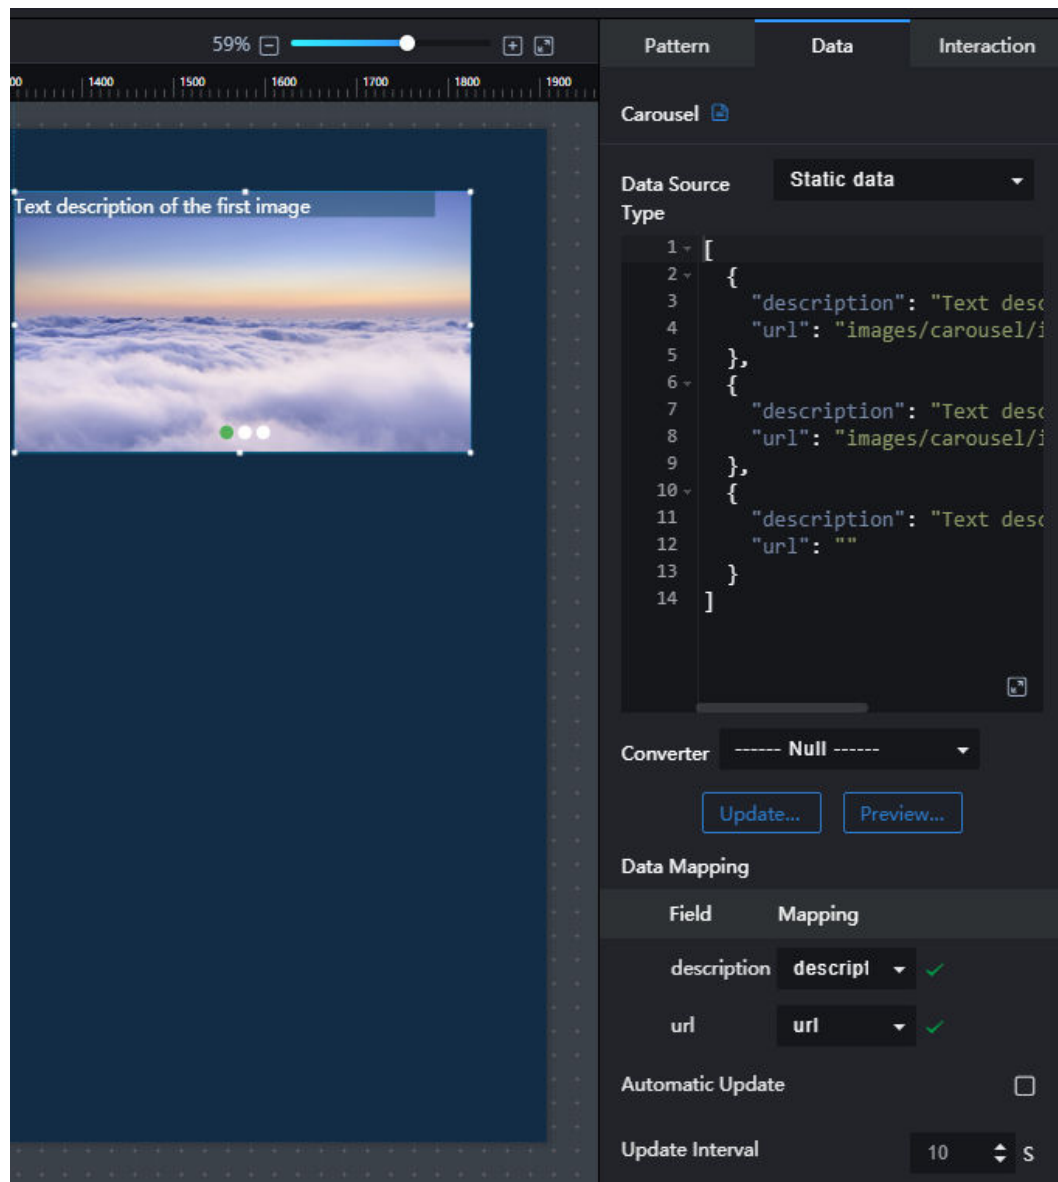 59%
Pattern Data Interaction
00 1400 1500 1600 1700 1800 1900
Carousel
Data Source Type Static data
Text description of the first image
1 [
2 {
3 "description": "Text desc
4 "url": "images/carousel/i
5 },
6 {
7 "description": "Text desc
8 "url": "images/carousel/i
9 },
10 {
11 "description": "Text desc
12 "url": ""
13 }
14 ]
Converter ------ Null ------
Update... Preview...
Data Mapping
Field Mapping
description descript
url url
Automatic Update
Update Interval 10 S